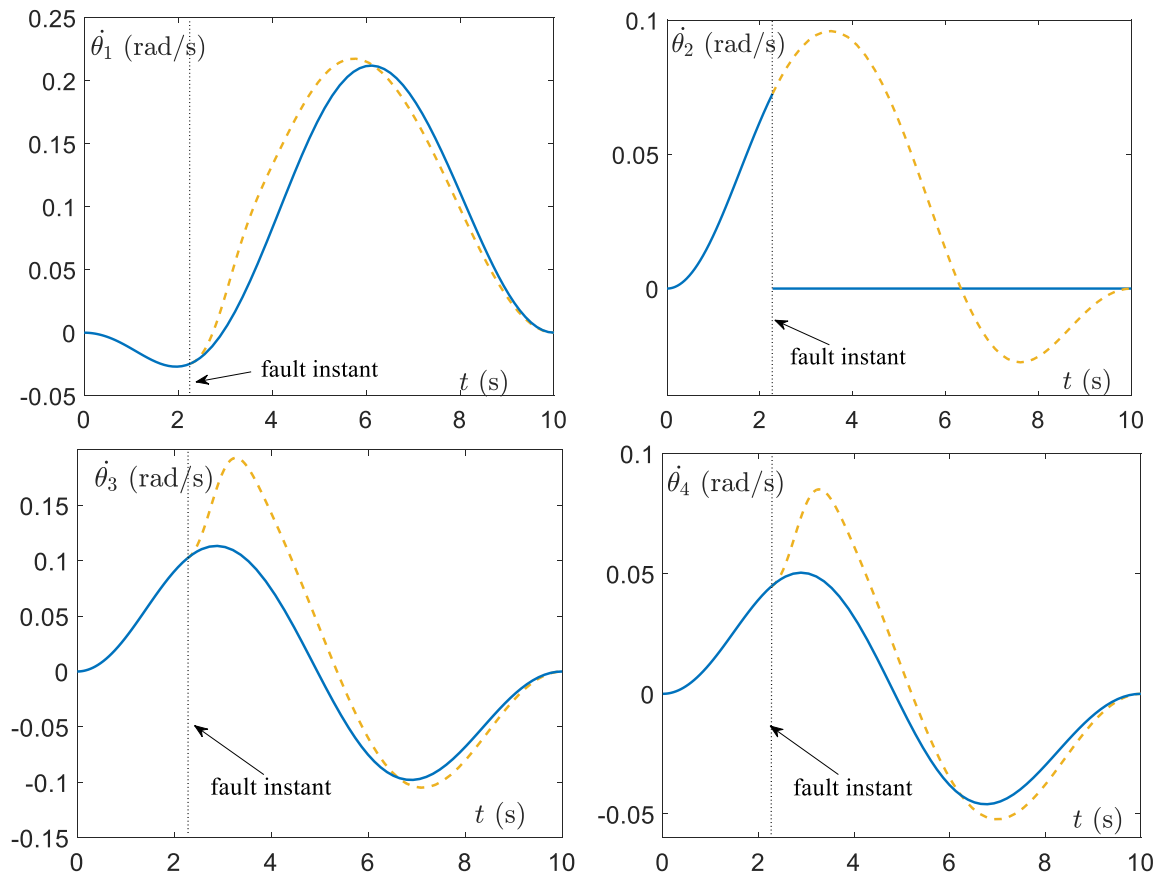 0.25
θ̇₁ (rad/s)
0.2
0.15
0.1
0.05
0
-0.05
fault instant
t (s)
0 2 4 6 8 10
0.1
θ̇₂ (rad/s)
0.05
0
fault instant
t (s)
0 2 4 6 8 10
θ̇₃ (rad/s)
0.15
0.1
0.05
0
-0.05
-0.1
-0.15
fault instant
t (s)
0 2 4 6 8 10
0.1
θ̇₄ (rad/s)
0.05
0
-0.05
fault instant
t (s)
0 2 4 6 8 10